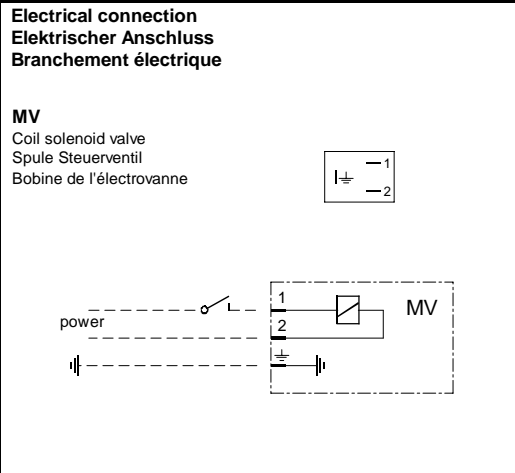 Electrical connection
Elektrischer Anschluss
Branchement électrique
MV
Coil solenoid valve
Spule Steuerventil
Bobine de l'électrovanne
1
2
1
MV
power
2